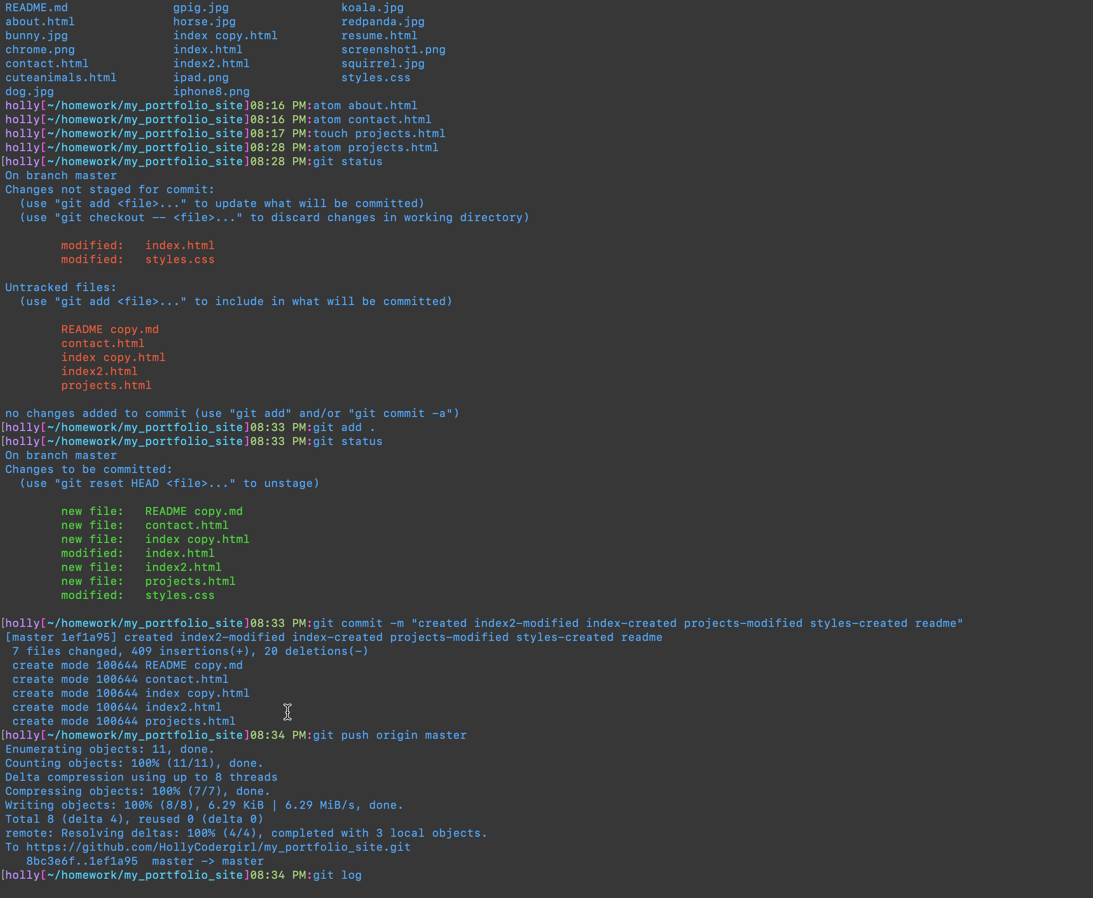 README.md gpig.jpg koala.jpg
about.html horse.jpg redpanda.jpg
bunny.jpg index copy.html resume.html
chrome.png index.html screenshot1.png
contact.html index2.html squirrel.jpg
cuteanimals.html ipad.png styles.css
dog.jpg iphone8.png
holly[~/homework/my_portfolio_site]08:16 PM:atom about.html
holly[~/homework/my_portfolio_site]08:16 PM:atom contact.html
holly[~/homework/my_portfolio_site]08:17 PM:touch projects.html
holly[~/homework/my_portfolio_site]08:28 PM:atom projects.html
[holly[~/homework/my_portfolio_site]08:28 PM:git status
On branch master
Changes not staged for commit:
  (use "git add <file>..." to update what will be committed)
  (use "git checkout -- <file>..." to discard changes in working directory)
        modified:   index.html
        modified:   styles.css
Untracked files:
  (use "git add <file>..." to include in what will be committed)
        README copy.md
        contact.html
        index copy.html
        index2.html
        projects.html
no changes added to commit (use "git add" and/or "git commit -a")
[holly[~/homework/my_portfolio_site]08:33 PM:git add .
[holly[~/homework/my_portfolio_site]08:33 PM:git status
On branch master
Changes to be committed:
  (use "git reset HEAD <file>..." to unstage)
        new file:   README copy.md
        new file:   contact.html
        new file:   index copy.html
        modified:   index.html
        new file:   index2.html
        new file:   projects.html
        modified:   styles.css
[holly[~/homework/my_portfolio_site]08:33 PM:git commit -m "created index2-modified index-created projects-modified styles-created readme"
[master 1ef1a95] created index2-modified index-created projects-modified styles-created readme
 7 files changed, 409 insertions(+), 20 deletions(-)
 create mode 100644 README copy.md
 create mode 100644 contact.html
 create mode 100644 index copy.html
 create mode 100644 index2.html
 create mode 100644 projects.html
[holly[~/homework/my_portfolio_site]08:34 PM:git push origin master
Enumerating objects: 11, done.
Counting objects: 100% (11/11), done.
Delta compression using up to 8 threads
Compressing objects: 100% (7/7), done.
Writing objects: 100% (8/8), 6.29 KiB | 6.29 MiB/s, done.
Total 8 (delta 4), reused 0 (delta 0)
remote: Resolving deltas: 100% (4/4), completed with 3 local objects.
To https://github.com/HollyCodergirl/my_portfolio_site.git
   8bc3e6f..1ef1a95  master -> master
[holly[~/homework/my_portfolio_site]08:34 PM:git log